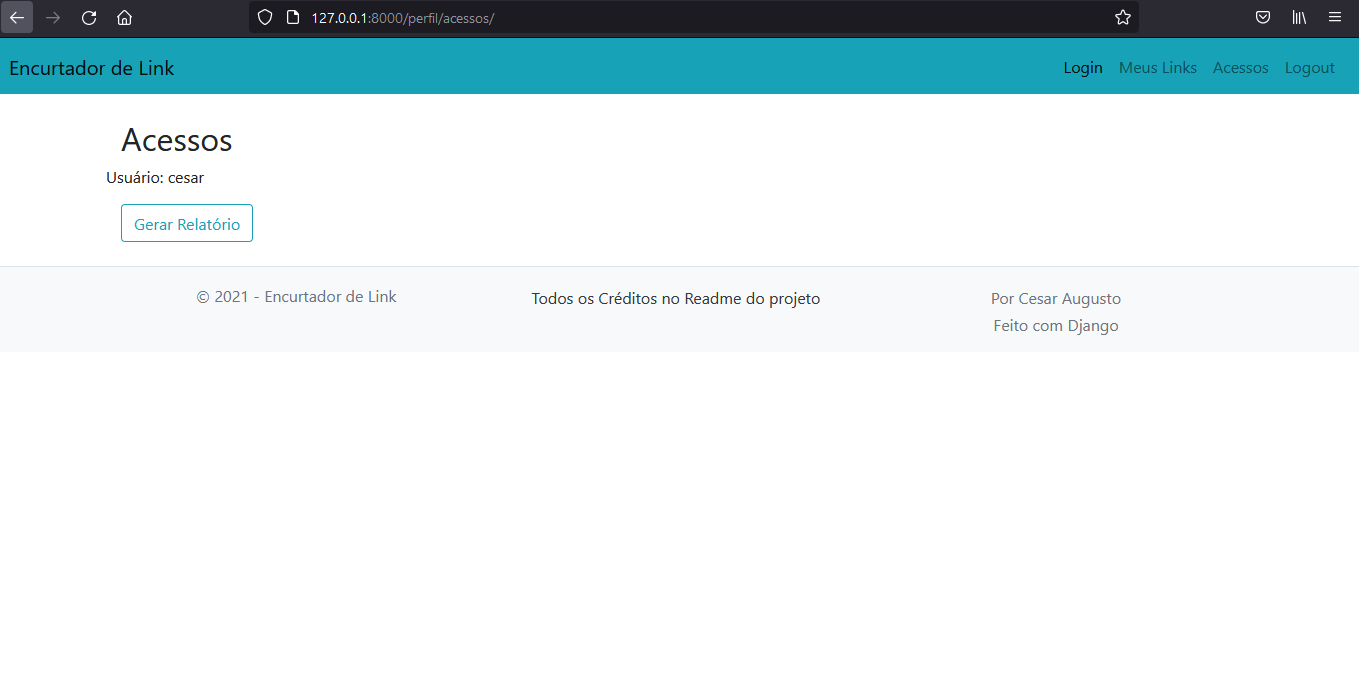 127.0.0.1:8000/perfil/acessos/
Encurtador de Link
Login Meus Links Acessos Logout
Acessos
Usuário: cesar
Gerar Relatório
© 2021 - Encurtador de Link
Todos os Créditos no Readme do projeto
Por Cesar Augusto
Feito com Django